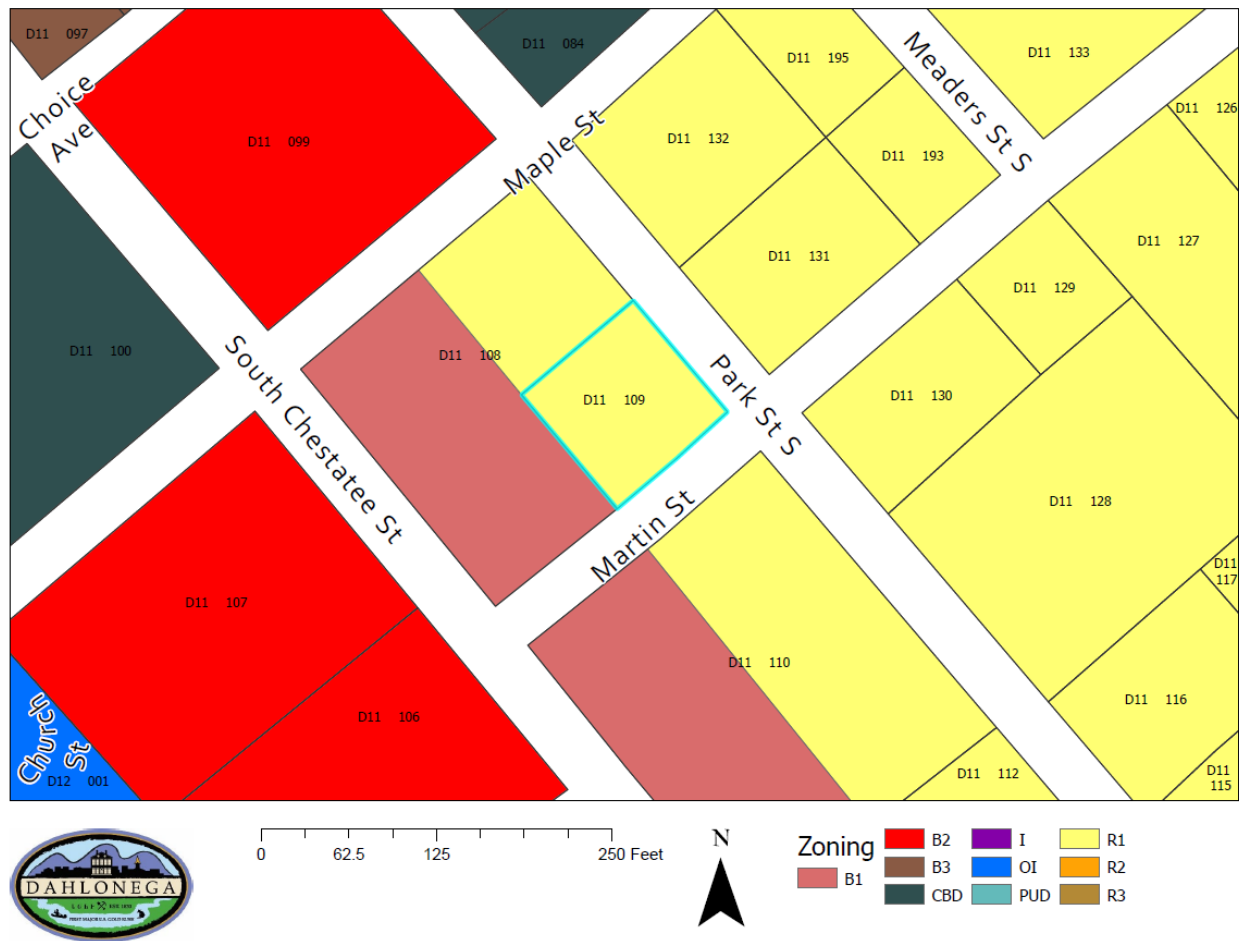 D11 097
D11 084
D11 195
D11 133
Choice
Ave
D11 099
Maple St
D11 132
Meaders St S
D11 126
D11 193
D11 127
D11 131
D11 129
D11 100
South Chestatee St
D11 108
D11 109
Park St S
D11 130
Martin St
D11 128
D11
117
D11 107
D11 110
D11 106
D11 116
Church
St
D12 001
D11 112
D11
115
DAHLONEGA
0 62.5 125 250 Feet
N
Zoning
B1
B2
B3
CBD
I
OI
PUD
R1
R2
R3